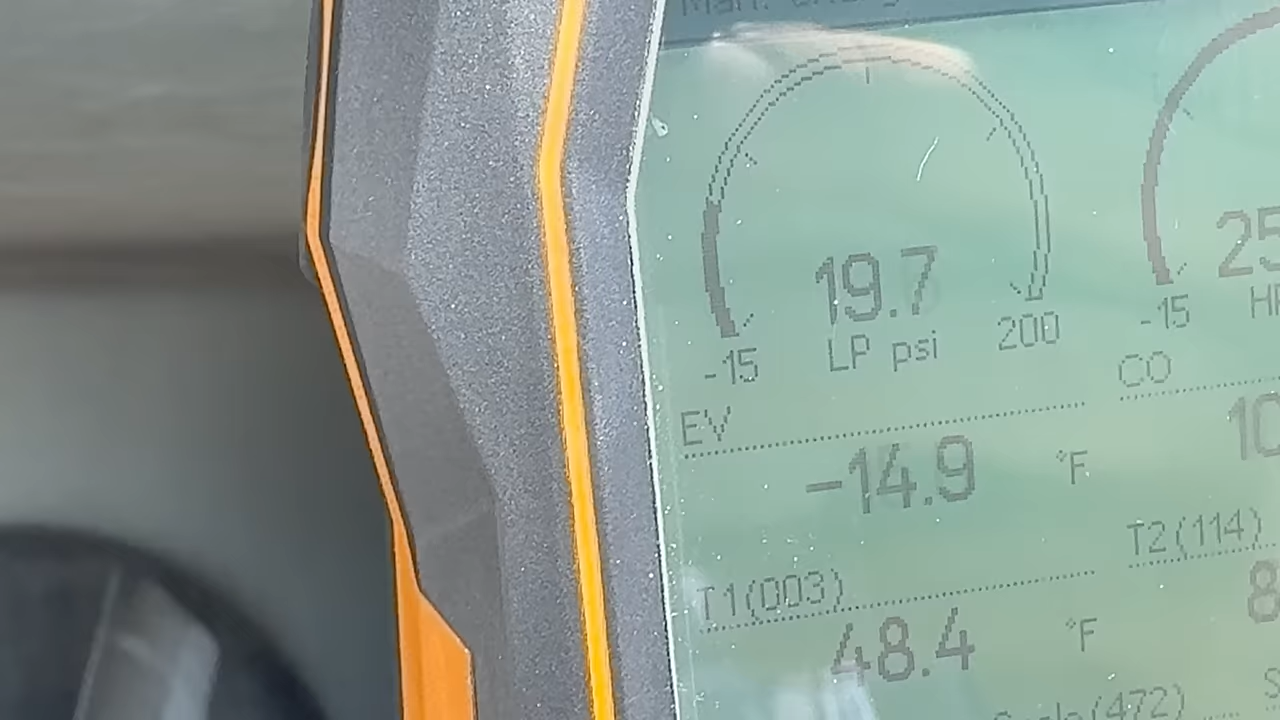 19.7
LP psi
-15
200
-15
EV
CO
-14.9 °F
T1(003)
T2(114)
48.4 °F